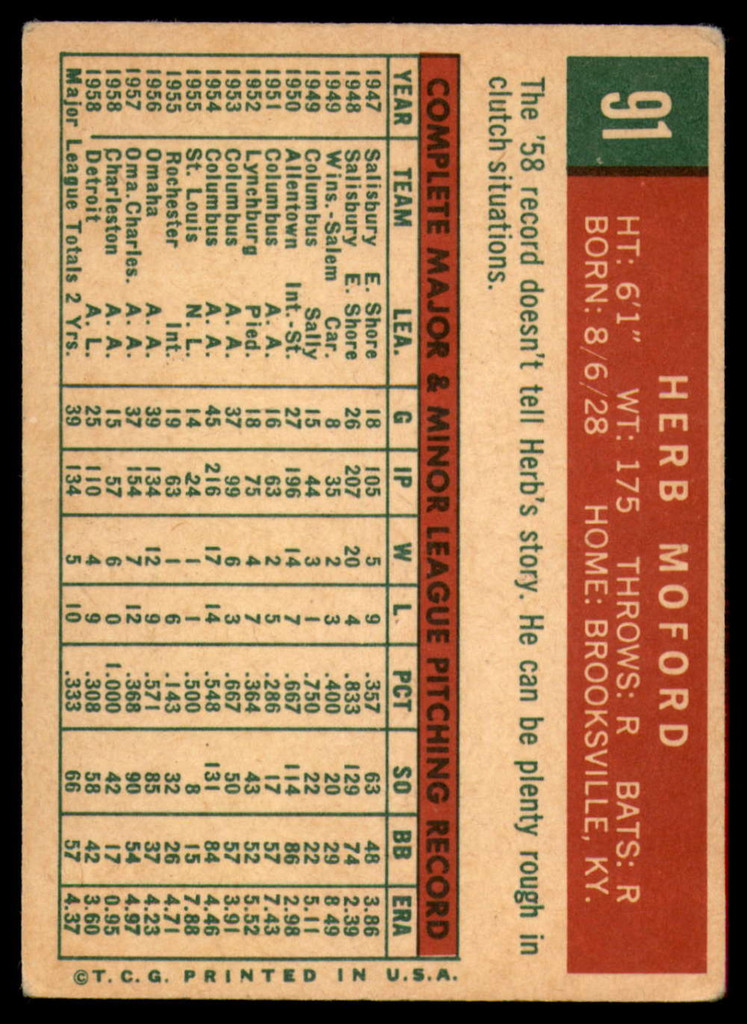 91
HERB MOFORD
HT: 6'1" WT: 175 THROWS: R BATS: R
BORN: 8/6/28 HOME: BROOKSVILLE, KY.
The '58 record doesn't tell Herb's story. He can be plenty rough in
clutch situations.
COMPLETE MAJOR & MINOR LEAGUE PITCHING RECORD
YEAR TEAM LEA. G IP W L PCT SO BB ERA
1947 Salisbury E. Shore 18 105 5 9 .357 63 48 3.86
1948 Salisbury E. Shore 26 207 20 4 .833 129 74 2.39
1949 Wins.-Salem Car. 8 35 2 3 .400 20 29 8.49
1949 Columbus Sally 15 44 3 1 .750 22 22 5.11
1950 Allentown Int.-St. 27 196 14 7 .667 114 86 2.98
1951 Columbus A. A. 16 63 2 5 .286 17 57 7.43
1952 Lynchburg Pied. 18 75 4 7 .364 43 52 5.52
1953 Columbus A. A. 37 99 6 3 .667 50 57 3.91
1954 Columbus A. A. 45 216 17 14 .548 131 84 4.46
1955 St. Louis N. L. 14 24 1 1 .500 8 15 7.88
1955 Rochester Int. 19 63 1 6 .143 32 26 4.71
1956 Omaha A. A. 39 134 12 9 .571 85 37 4.23
1957 Oma.Charles. A. A. 37 154 7 12 .368 90 54 4.97
1958 Charleston A. A. 15 57 6 0 1.000 42 17 0.95
1958 Detroit A. L. 25 110 4 9 .308 58 42 3.60
Major League Totals 2 Yrs. 39 134 5 10 .333 66 57 4.37
©T.C.G. PRINTED IN U.S.A.